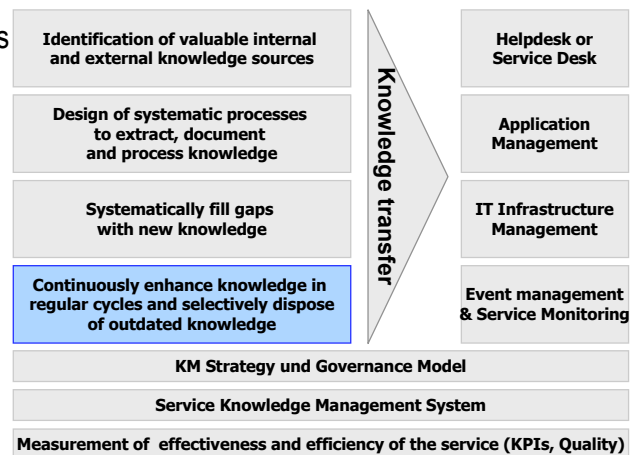 s
Identification of valuable internal
and external knowledge sources
Design of systematic processes
to extract, document
and process knowledge
Systematically fill gaps
with new knowledge
Continuously enhance knowledge in
regular cycles and selectively dispose
of outdated knowledge
Knowledge transfer
Helpdesk or
Service Desk
Application
Management
IT Infrastructure
Management
Event management
& Service Monitoring
KM Strategy und Governance Model
Service Knowledge Management System
Measurement of effectiveness and efficiency of the service (KPIs, Quality)